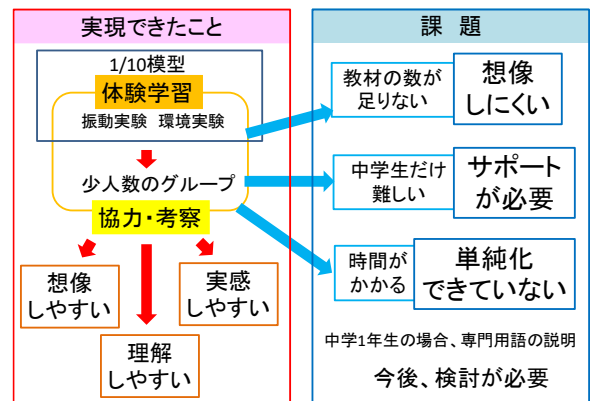 実現できたこと
1/10模型
体験学習
振動実験 環境実験
少人数のグループ
協力・考察
想像
しやすい
理解
しやすい
実感
しやすい
課 題
教材の数が
足りない
想像
しにくい
中学生だけ
難しい
サポート
が必要
時間が
かかる
単純化
できていない
中学1年生の場合、専門用語の説明
今後、検討が必要